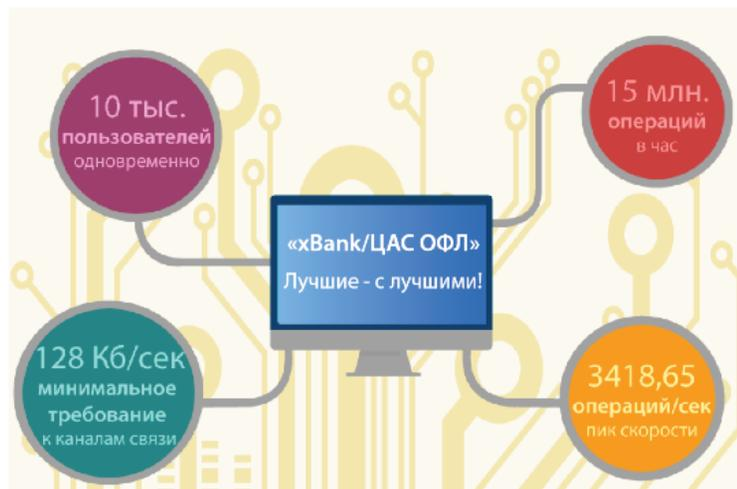 10 тыс.
пользователей
одновременно
15 млн.
операций
в час
«xBank/ЦАС ОФЛ»
Лучшие - с лучшими!
128 Кб/сек
минимальное
требование
к каналам связи
3418,65
операций/сек
пик скорости